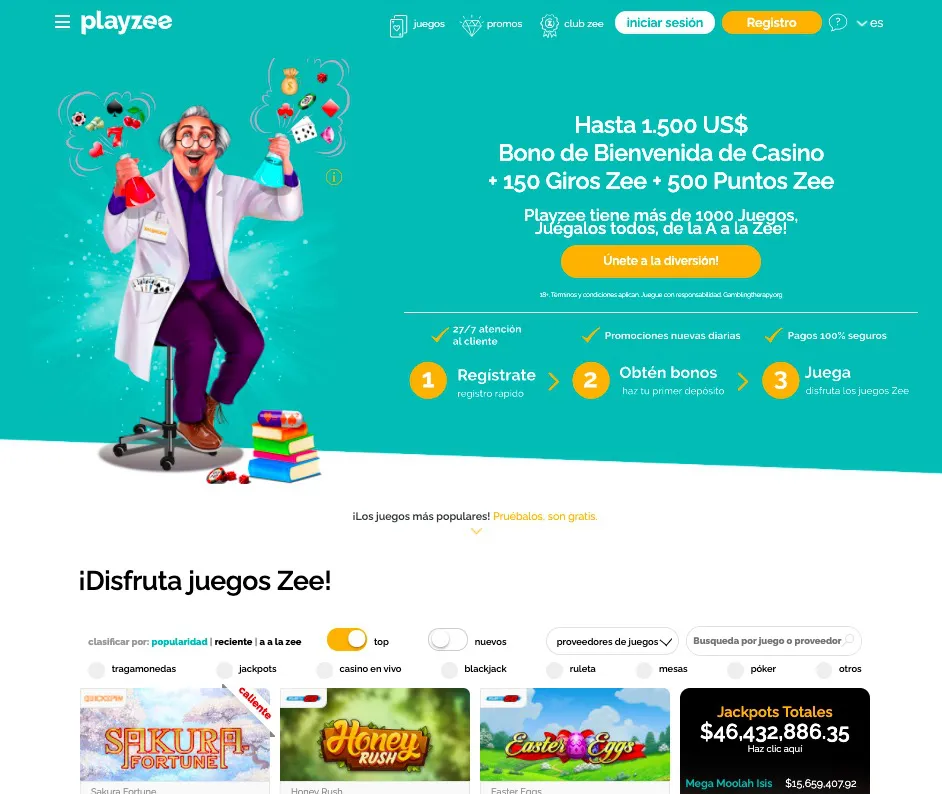 playzee
juegos
promos
club zee
iniciar sesión
Registro
?
es
Hasta 1.500 US$
Bono de Bienvenida de Casino
+ 150 Giros Zee + 500 Puntos Zee
Playzee tiene más de 1000 Juegos,
Juégalos todos, de la A a la Zee!
Únete a la diversión!
18+. Términos y condiciones aplican. Juegue con responsabilidad. Gamblingtherapy.org
27/7 atención
al cliente
Promociones nuevas diarias
Pagos 100% seguros
1
Regístrate
registro rapido
2
Obtén bonos
haz tu primer depósito
3
Juega
disfruta los juegos Zee
¡Los juegos más populares! Pruébalos, son gratis.
¡Disfruta juegos Zee!
clasificar por: popularidad | reciente | a a la zee
top
nuevos
proveedores de juegos
Busqueda por juego o proveedor
tragamonedas
jackpots
casino en vivo
blackjack
ruleta
mesas
póker
otros
QUICKSPIN
caliente
SAKURA
FORTUNE
Sakura Fortune
Honey
RUSH
Honey Rush
Easter Eggs
Easter Eggs
Jackpots Totales
$46,432,886.35
Haz clic aquí
Mega Moolah Isis $15,659,407.92